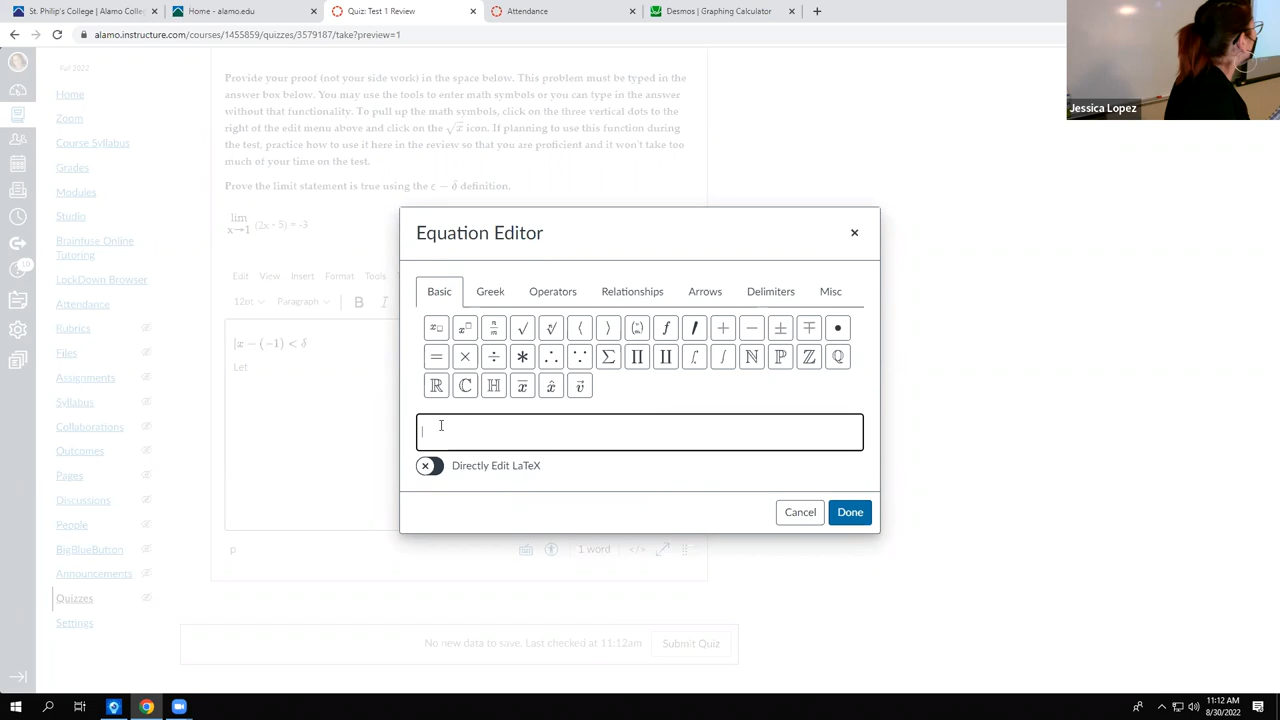 St. Philip's College : Alamo Colle
Home - alamo.edu
Quiz: Test 1 Review
Attendance
Desmos | Graphing Calculator
alamo.instructure.com/courses/1455859/quizzes/3579187/take?preview=1
Jessica Lopez
Fall 2022
Home
Zoom
Course Syllabus
Grades
Modules
Studio
Brainfuse Online
Tutoring
LockDown Browser
Attendance
Rubrics
Files
Assignments
Syllabus
Collaborations
Outcomes
Pages
Discussions
People
BigBlueButton
Announcements
Quizzes
Settings
10
Provide your proof (not your side work) in the space below. This problem must be typed in the
answer box below. You may use the tools to enter math symbols or you can type in the answer
without that functionality. To pull up the math symbols, click on the three vertical dots to the
right of the edit menu above and click on the √x icon. If planning to use this function during
the test, practice how to use it here in the review so that you are proficient and it won't take too
much of your time on the test.
Prove the limit statement is true using the ϵ − δ definition.
lim
x→1 (2x - 5) = -3
Edit View Insert Format Tools
12pt Paragraph B I
|x − (−1) < δ
Let
p
1 word
</>
Equation Editor
×
Basic Greek Operators Relationships Arrows Delimiters Misc
= × ÷ * ∴ ∵ ∑ ∏ ∐ ∫ / ℕ ℙ ℤ ℚ
ℝ ℂ ℍ x̅ x̂ v⃗
Directly Edit LaTeX
Cancel Done
No new data to save. Last checked at 11:12am Submit Quiz
11:12 AM
8/30/2022